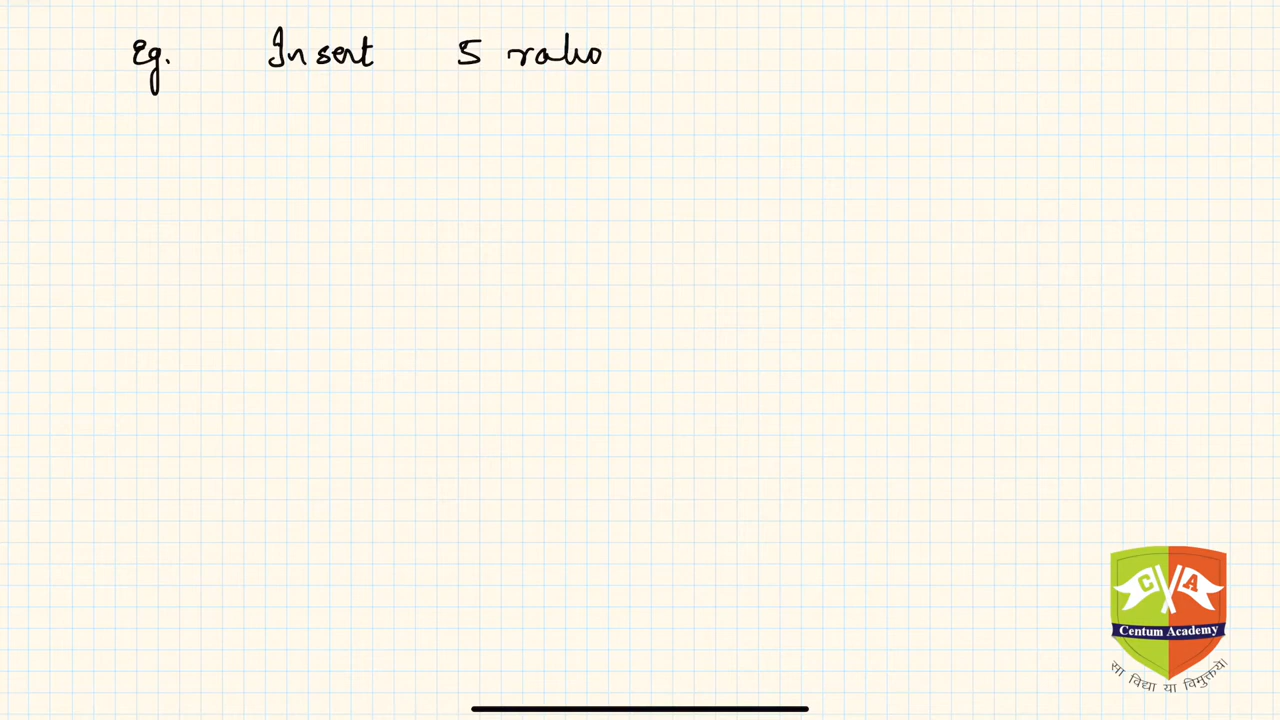 Eg. Insert 5 ratio
C A
Centum Academy
सा विद्या या विमुक्तये।